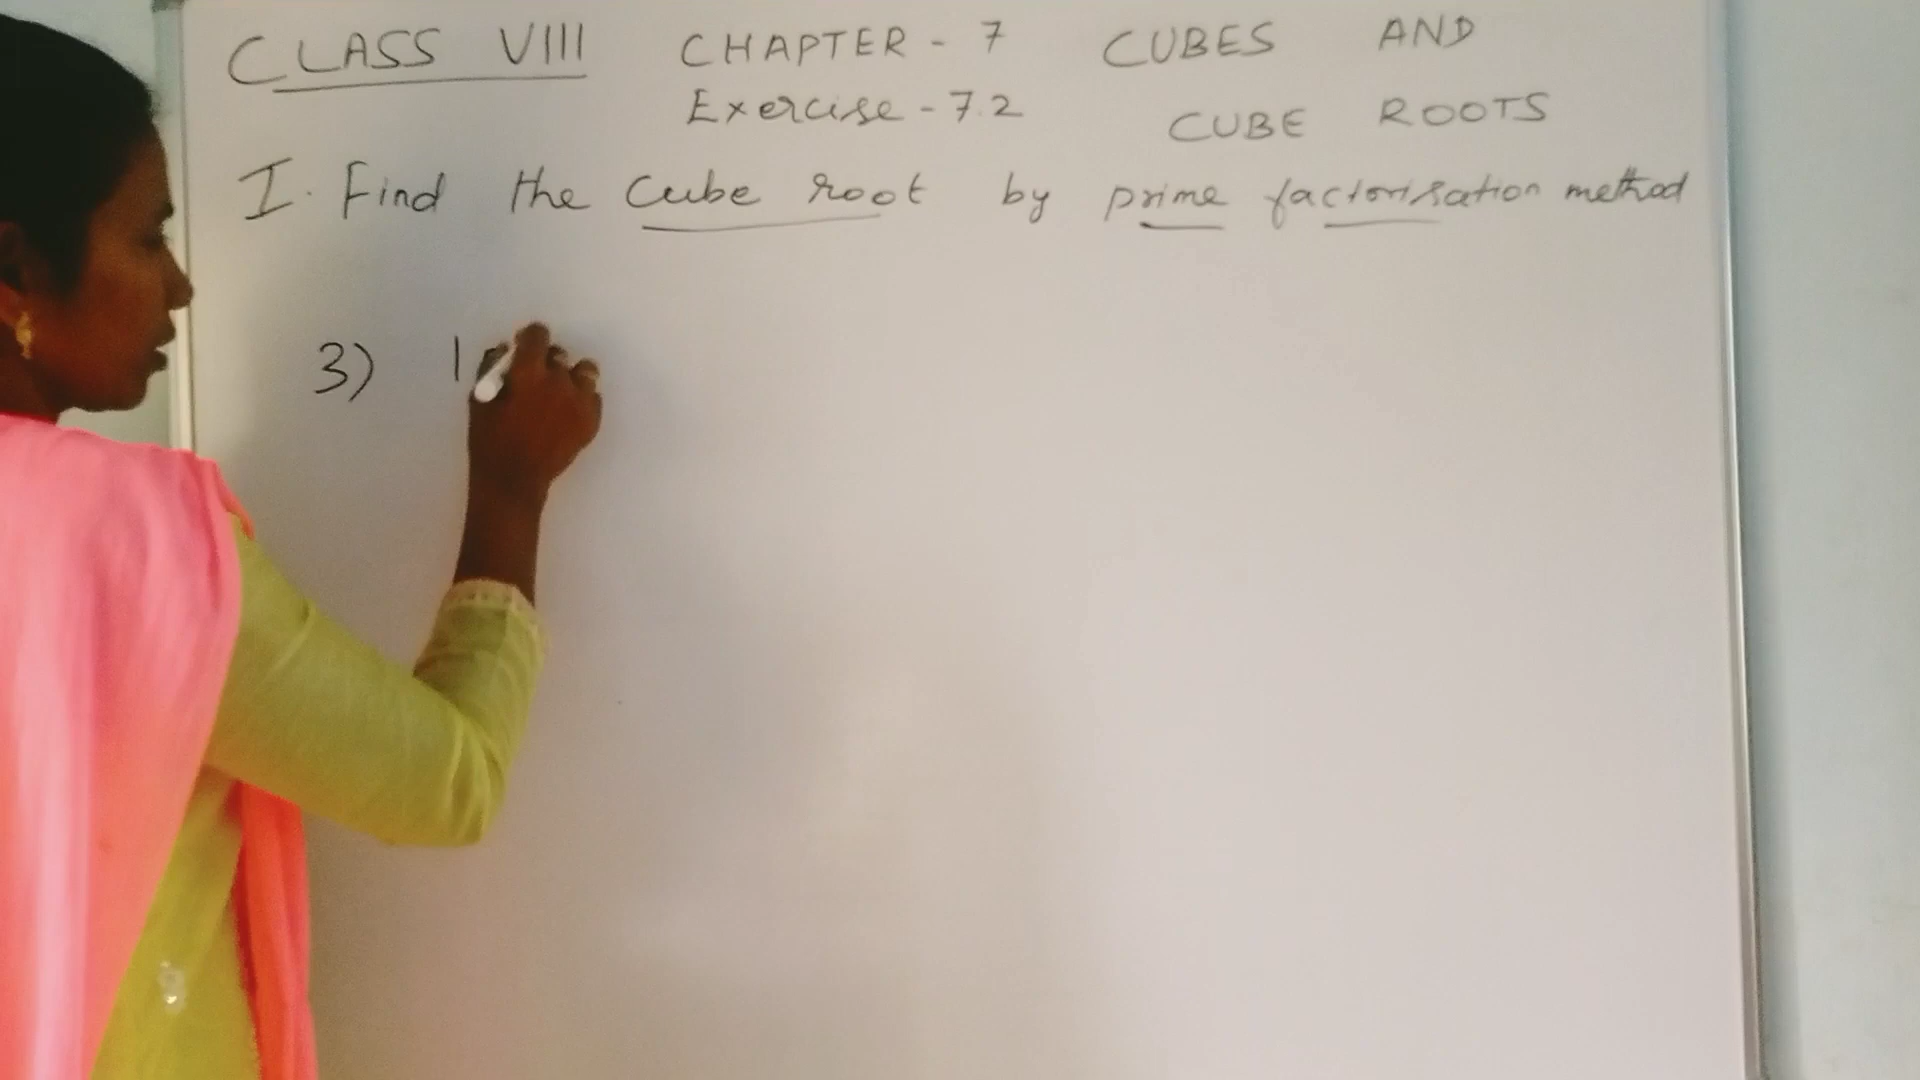 CLASS VIII CHAPTER - 7 CUBES AND
Exercise - 7.2 CUBE ROOTS
I. Find the Cube root by prime factorisation method
3) 1